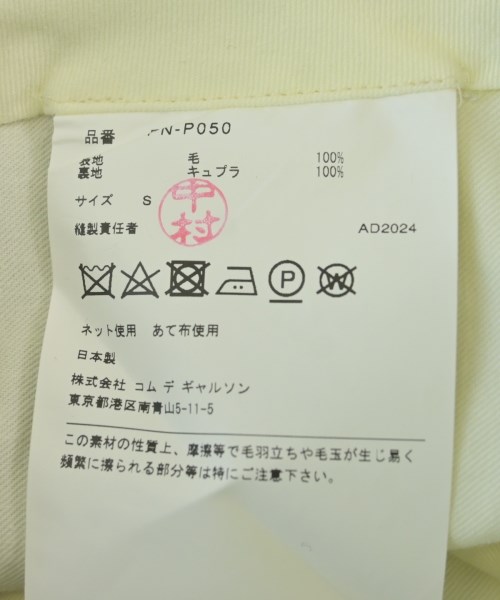 品番 -N-P050
表地 毛 100%
裏地 キュプラ 100%
サイズ S
中村
縫製責任者 AD2024
P W
ネット使用 あて布使用
日本製
株式会社 コム デ ギャルソン
東京都港区南青山5-11-5
この素材の性質上、摩擦等で毛羽立ちや毛玉が生じ易く
頻繁に擦られる部分等は特にご注意下さい。